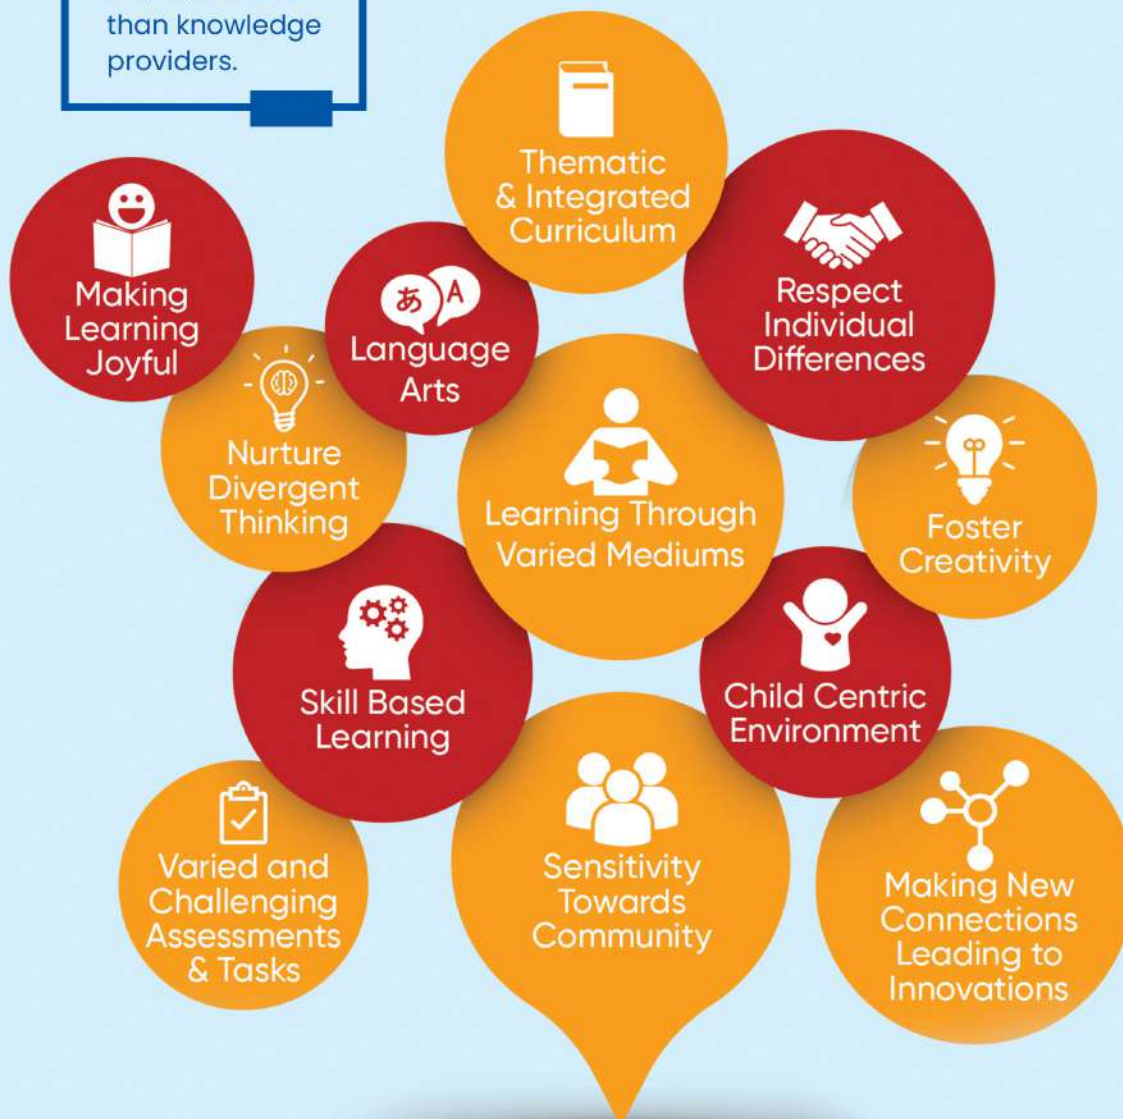 than knowledge
providers.
Thematic
& Integrated
Curriculum
Making
Learning
Joyful
あ A
Language
Arts
Respect
Individual
Differences
Nurture
Divergent
Thinking
Learning Through
Varied Mediums
Foster
Creativity
Skill Based
Learning
Child Centric
Environment
Varied and
Challenging
Assessments
& Tasks
Sensitivity
Towards
Community
Making New
Connections
Leading to
Innovations